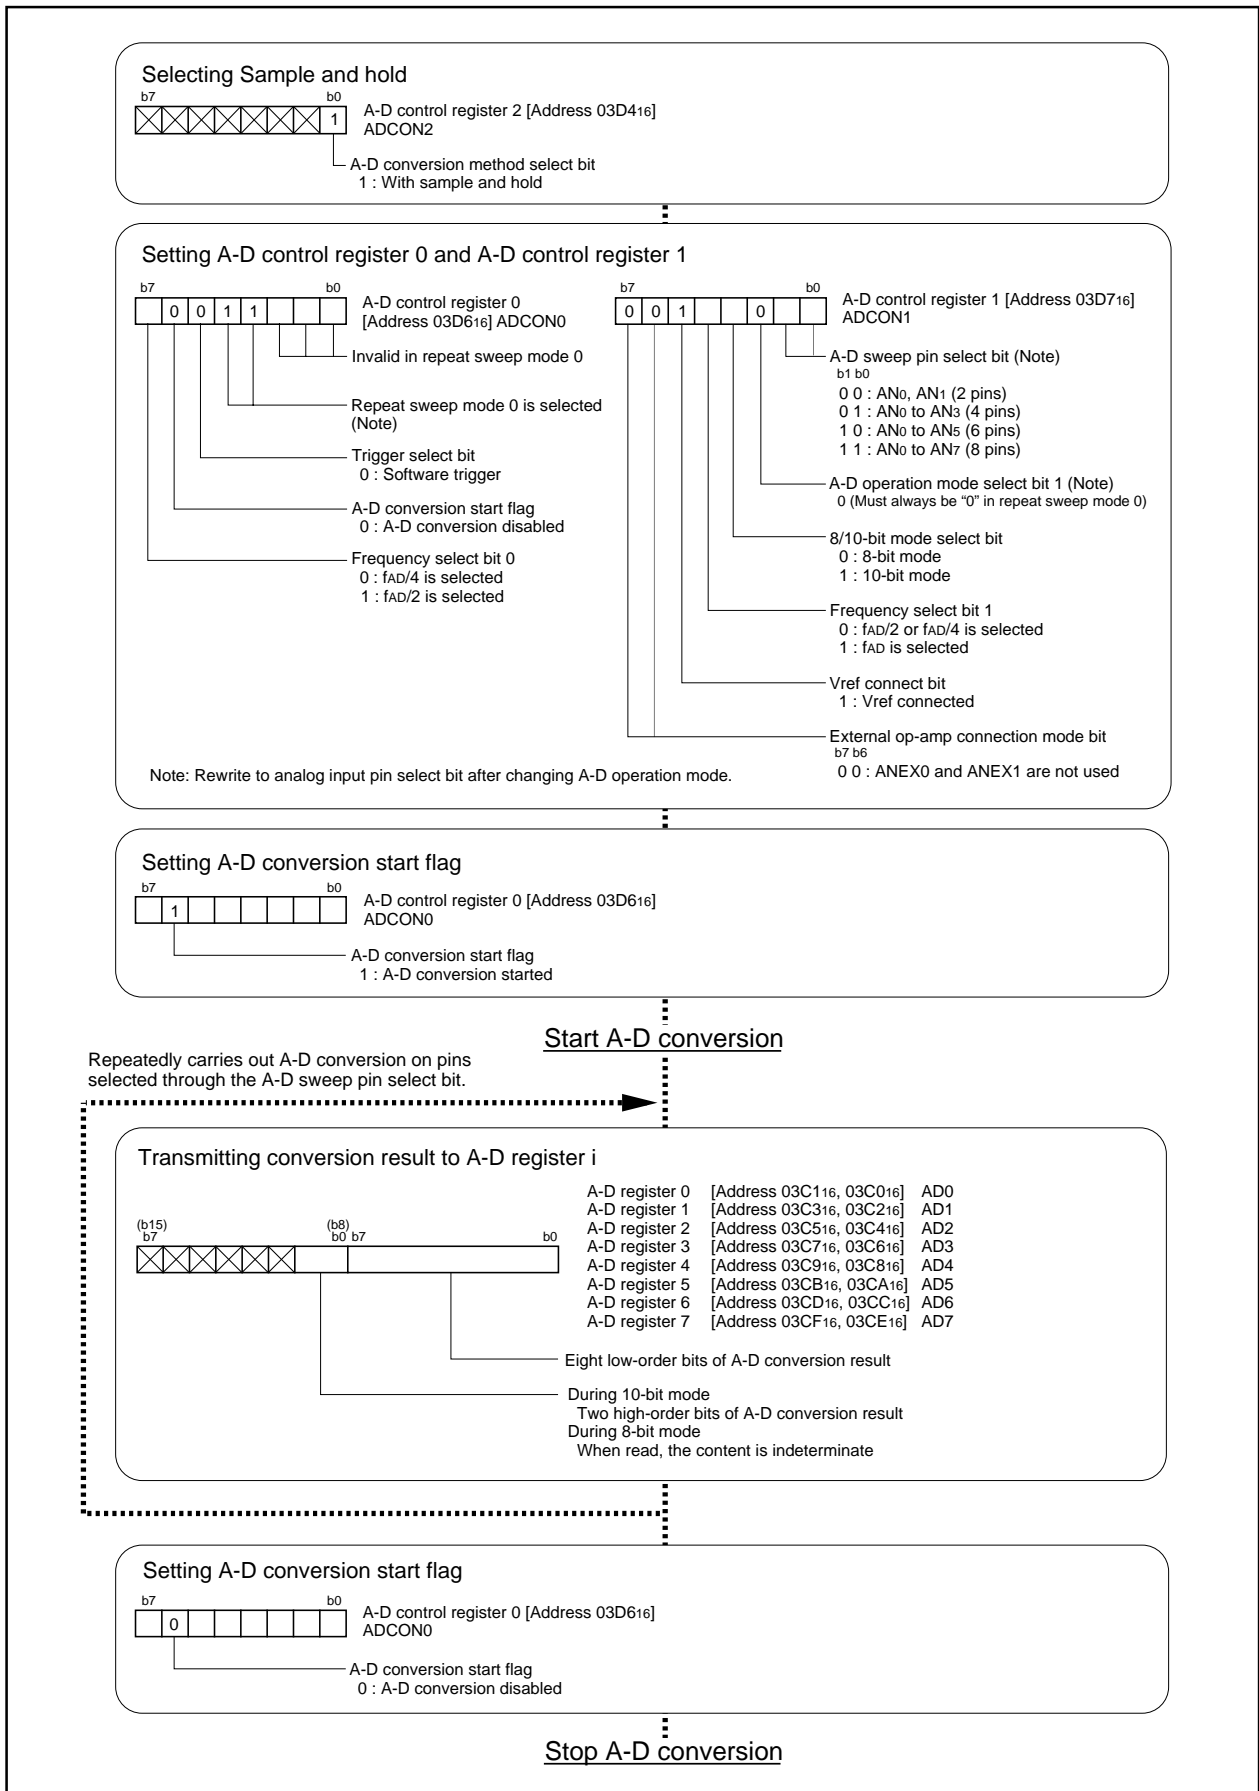 Selecting Sample and hold
b7 b0
1
A-D control register 2 [Address 03D416]
ADCON2
A-D conversion method select bit
1 : With sample and hold
Setting A-D control register 0 and A-D control register 1
b7 b0
0 0 1 1
A-D control register 0
[Address 03D616] ADCON0
Invalid in repeat sweep mode 0
Repeat sweep mode 0 is selected
(Note)
Trigger select bit
0 : Software trigger
A-D conversion start flag
0 : A-D conversion disabled
Frequency select bit 0
0 : fAD/4 is selected
1 : fAD/2 is selected
b7 b0
0 0 1 0
A-D control register 1 [Address 03D716]
ADCON1
A-D sweep pin select bit (Note)
b1 b0
0 0 : AN0, AN1 (2 pins)
0 1 : AN0 to AN3 (4 pins)
1 0 : AN0 to AN5 (6 pins)
1 1 : AN0 to AN7 (8 pins)
A-D operation mode select bit 1 (Note)
0 (Must always be “0” in repeat sweep mode 0)
8/10-bit mode select bit
0 : 8-bit mode
1 : 10-bit mode
Frequency select bit 1
0 : fAD/2 or fAD/4 is selected
1 : fAD is selected
Vref connect bit
1 : Vref connected
External op-amp connection mode bit
b7 b6
0 0 : ANEX0 and ANEX1 are not used
Note: Rewrite to analog input pin select bit after changing A-D operation mode.
Setting A-D conversion start flag
b7 b0
1
A-D control register 0 [Address 03D616]
ADCON0
A-D conversion start flag
1 : A-D conversion started
Start A-D conversion
Repeatedly carries out A-D conversion on pins
selected through the A-D sweep pin select bit.
Transmitting conversion result to A-D register i
(b15) (b8)
b7 b0 b7 b0
A-D register 0 [Address 03C116, 03C016] AD0
A-D register 1 [Address 03C316, 03C216] AD1
A-D register 2 [Address 03C516, 03C416] AD2
A-D register 3 [Address 03C716, 03C616] AD3
A-D register 4 [Address 03C916, 03C816] AD4
A-D register 5 [Address 03CB16, 03CA16] AD5
A-D register 6 [Address 03CD16, 03CC16] AD6
A-D register 7 [Address 03CF16, 03CE16] AD7
Eight low-order bits of A-D conversion result
During 10-bit mode
Two high-order bits of A-D conversion result
During 8-bit mode
When read, the content is indeterminate
Setting A-D conversion start flag
b7 b0
0
A-D control register 0 [Address 03D616]
ADCON0
A-D conversion start flag
0 : A-D conversion disabled
Stop A-D conversion